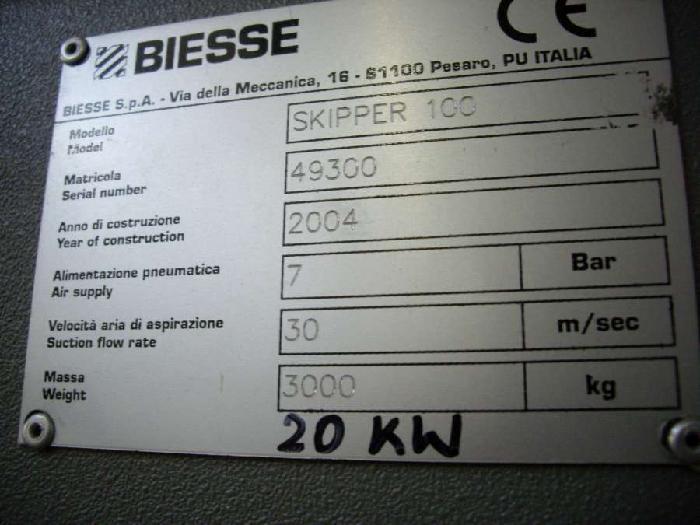 BIESSE CE
BIESSE S.p.A. - Via della Meccanica, 16 - 61100 Pesaro, PU ITALIA
Modello
Model
SKIPPER 100
Matricola
Serial number
49300
Anno di costruzione
Year of construction
2004
Alimentazione pneumatica
Air supply
7 Bar
Velocità aria di aspirazione
Suction flow rate
30 m/sec
Massa
Weight
3000 kg
20 KW